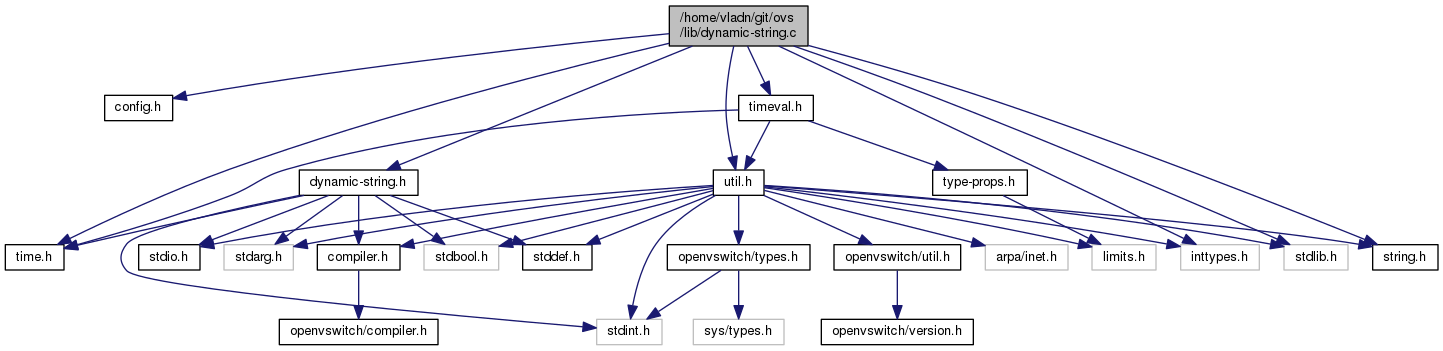 /home/vladn/git/ovs
/lib/dynamic-string.c
config.h
timeval.h
dynamic-string.h
util.h
type-props.h
time.h
stdio.h
stdarg.h
compiler.h
stdbool.h
stddef.h
openvswitch/types.h
openvswitch/util.h
arpa/inet.h
limits.h
inttypes.h
stdlib.h
string.h
openvswitch/compiler.h
stdint.h
sys/types.h
openvswitch/version.h